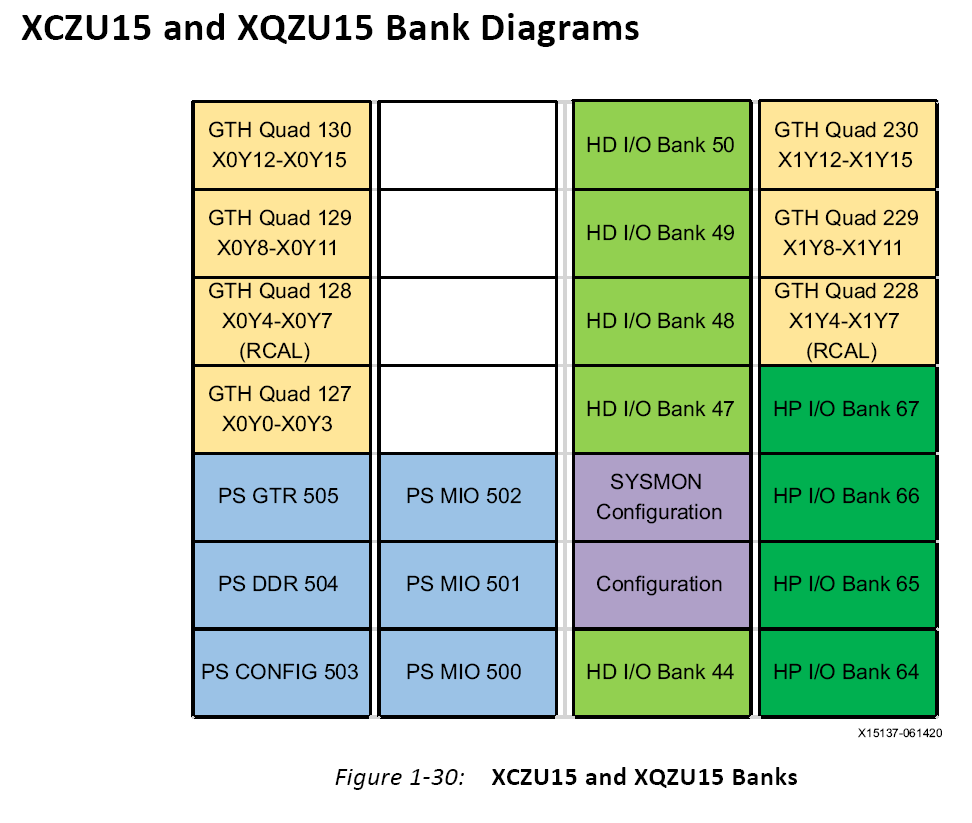 XCZU15 and XQZU15 Bank Diagrams
GTH Quad 130
X0Y12-X0Y15
HD I/O Bank 50
GTH Quad 230
X1Y12-X1Y15
GTH Quad 129
X0Y8-X0Y11
HD I/O Bank 49
GTH Quad 229
X1Y8-X1Y11
GTH Quad 128
X0Y4-X0Y7
(RCAL)
HD I/O Bank 48
GTH Quad 228
X1Y4-X1Y7
(RCAL)
GTH Quad 127
X0Y0-X0Y3
HD I/O Bank 47
HP I/O Bank 67
PS GTR 505
PS MIO 502
SYSMON
Configuration
HP I/O Bank 66
PS DDR 504
PS MIO 501
Configuration
HP I/O Bank 65
PS CONFIG 503
PS MIO 500
HD I/O Bank 44
HP I/O Bank 64
X15137-061420
Figure 1-30: XCZU15 and XQZU15 Banks